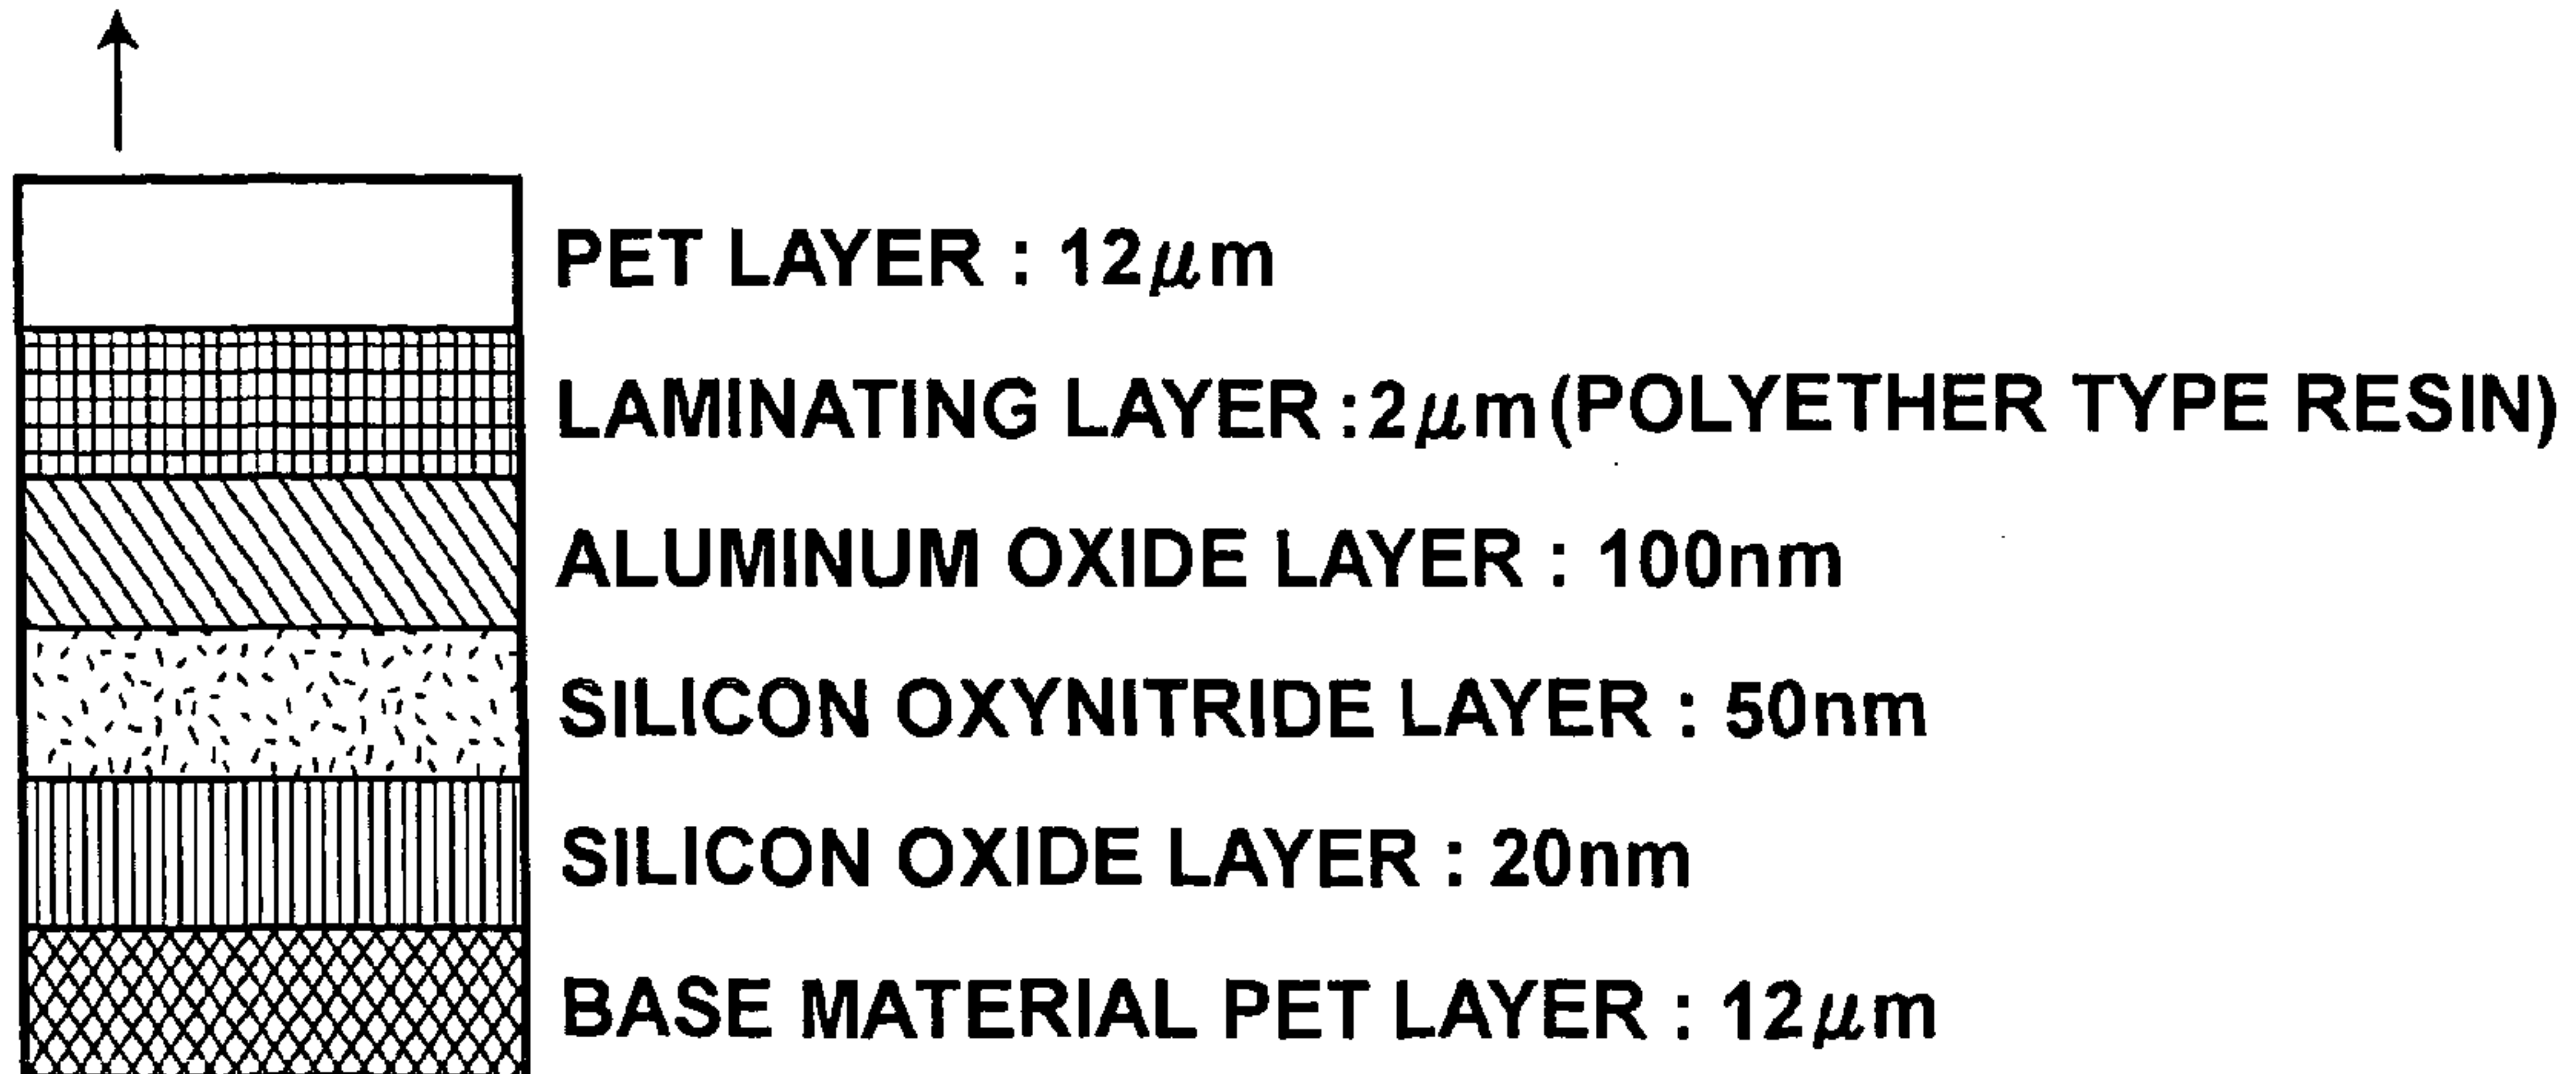 PET LAYER : 12μm
LAMINATING LAYER :2μm(POLYETHER TYPE RESIN)
ALUMINUM OXIDE LAYER : 100nm
SILICON OXYNITRIDE LAYER : 50nm
SILICON OXIDE LAYER : 20nm
BASE MATERIAL PET LAYER : 12μm